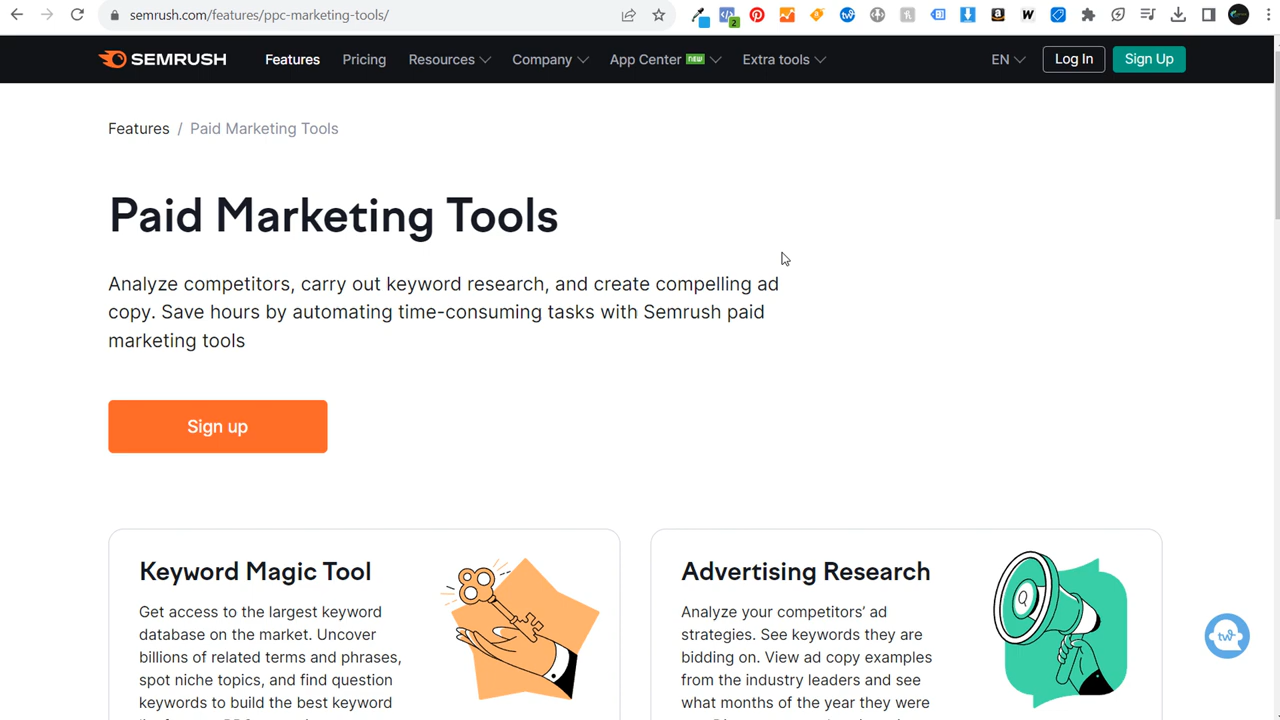 semrush.com/features/ppc-marketing-tools/
2
SEMRUSH Features Pricing Resources Company App Center NEW Extra tools EN Log In Sign Up
Features / Paid Marketing Tools
Paid Marketing Tools
Analyze competitors, carry out keyword research, and create compelling ad
copy. Save hours by automating time-consuming tasks with Semrush paid
marketing tools
Sign up
Keyword Magic Tool
Get access to the largest keyword
database on the market. Uncover
billions of related terms and phrases,
spot niche topics, and find question
keywords to build the best keyword
Advertising Research
Analyze your competitors’ ad
strategies. See keywords they are
bidding on. View ad copy examples
from the industry leaders and see
what months of the year they were
Q
tw